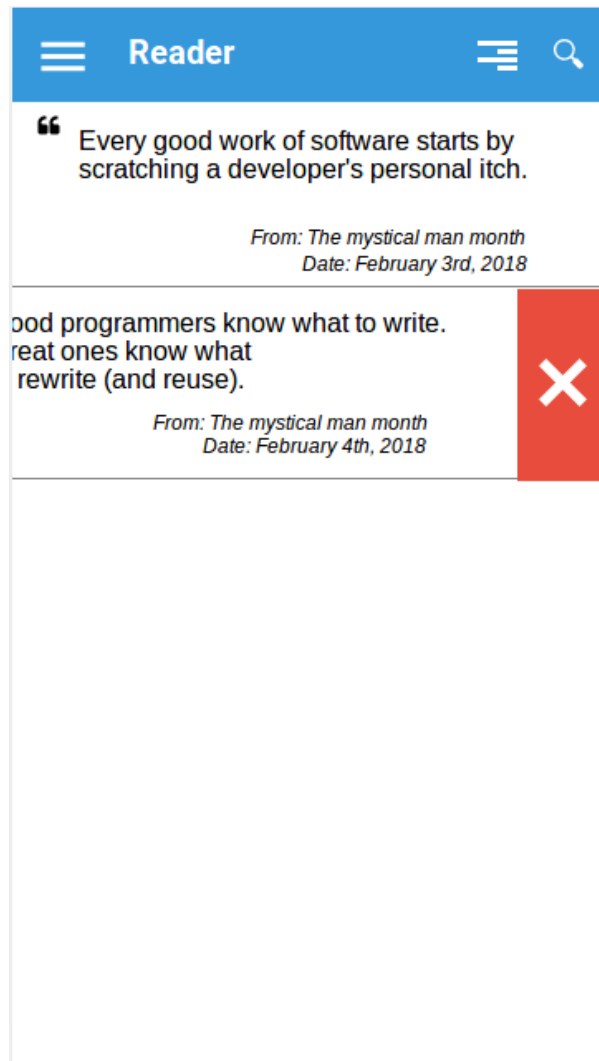 Reader
Every good work of software starts by
scratching a developer's personal itch.
From: The mystical man month
Date: February 3rd, 2018
ood programmers know what to write.
reat ones know what
rewrite (and reuse).
From: The mystical man month
Date: February 4th, 2018